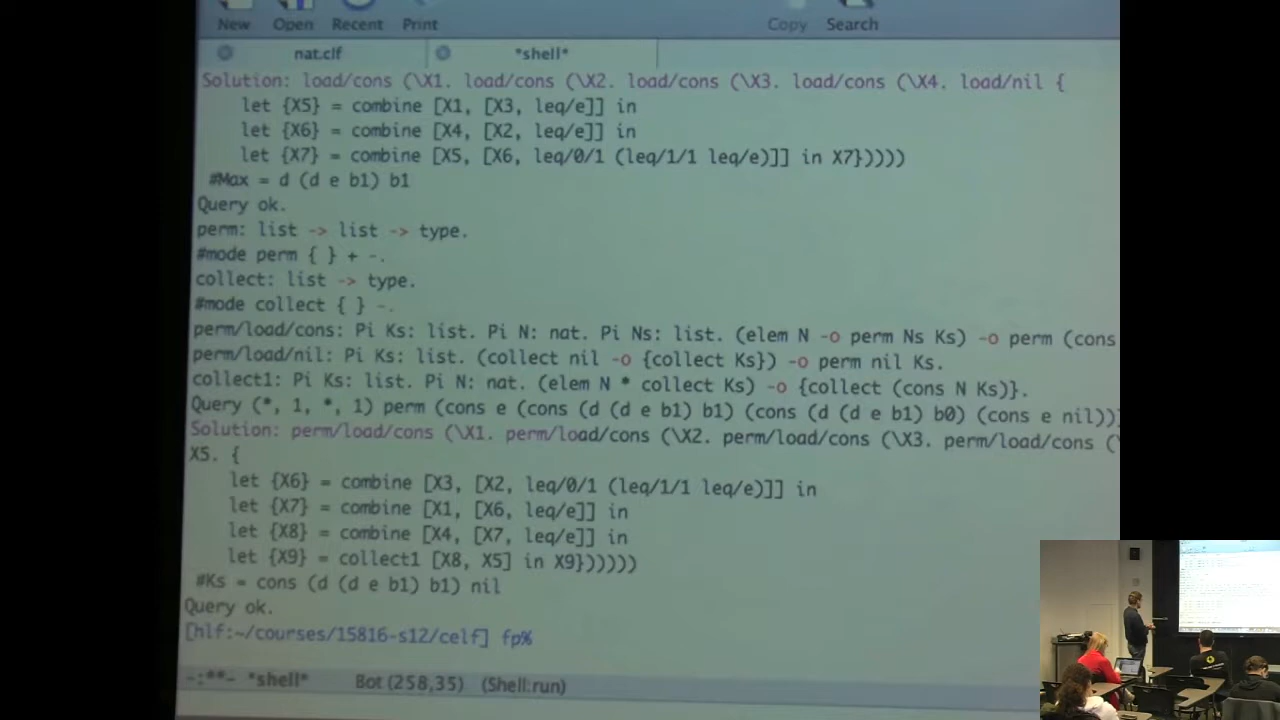 New Open Recent Print Copy Search
nat.clf *shell*
Solution: load/cons (\X1. load/cons (\X2. load/cons (\X3. load/cons (\X4. load/nil {
let {X5} = combine [X1, [X3, leq/e]] in
let {X6} = combine [X4, [X2, leq/e]] in
let {X7} = combine [X5, [X6, leq/0/1 (leq/1/1 leq/e)]] in X7}))))
#Max = d (d e b1) b1
Query ok.
perm: list -> list -> type.
#mode perm { } + -.
collect: list -> type.
#mode collect { } -.
perm/load/cons: Pi Ks: list. Pi N: nat. Pi Ns: list. (elem N -o perm Ns Ks) -o perm (cons
perm/load/nil: Pi Ks: list. (collect nil -o {collect Ks}) -o perm nil Ks.
collect1: Pi Ks: list. Pi N: nat. (elem N * collect Ks) -o {collect (cons N Ks)}.
Query (*, 1, *, 1) perm (cons e (cons (d (d e b1) b1) (cons (d (d e b1) b0) (cons e nil)))
Solution: perm/load/cons (\X1. perm/load/cons (\X2. perm/load/cons (\X3. perm/load/cons (\
X5. {
let {X6} = combine [X3, [X2, leq/0/1 (leq/1/1 leq/e)]] in
let {X7} = combine [X1, [X6, leq/e]] in
let {X8} = combine [X4, [X7, leq/e]] in
let {X9} = collect1 [X8, X5] in X9}))))))
#Ks = cons (d (d e b1) b1) nil
Query ok.
[hlf:~/courses/15816-s12/celf] fp%
-:**- *shell* Bot (258,35) (Shell:run)